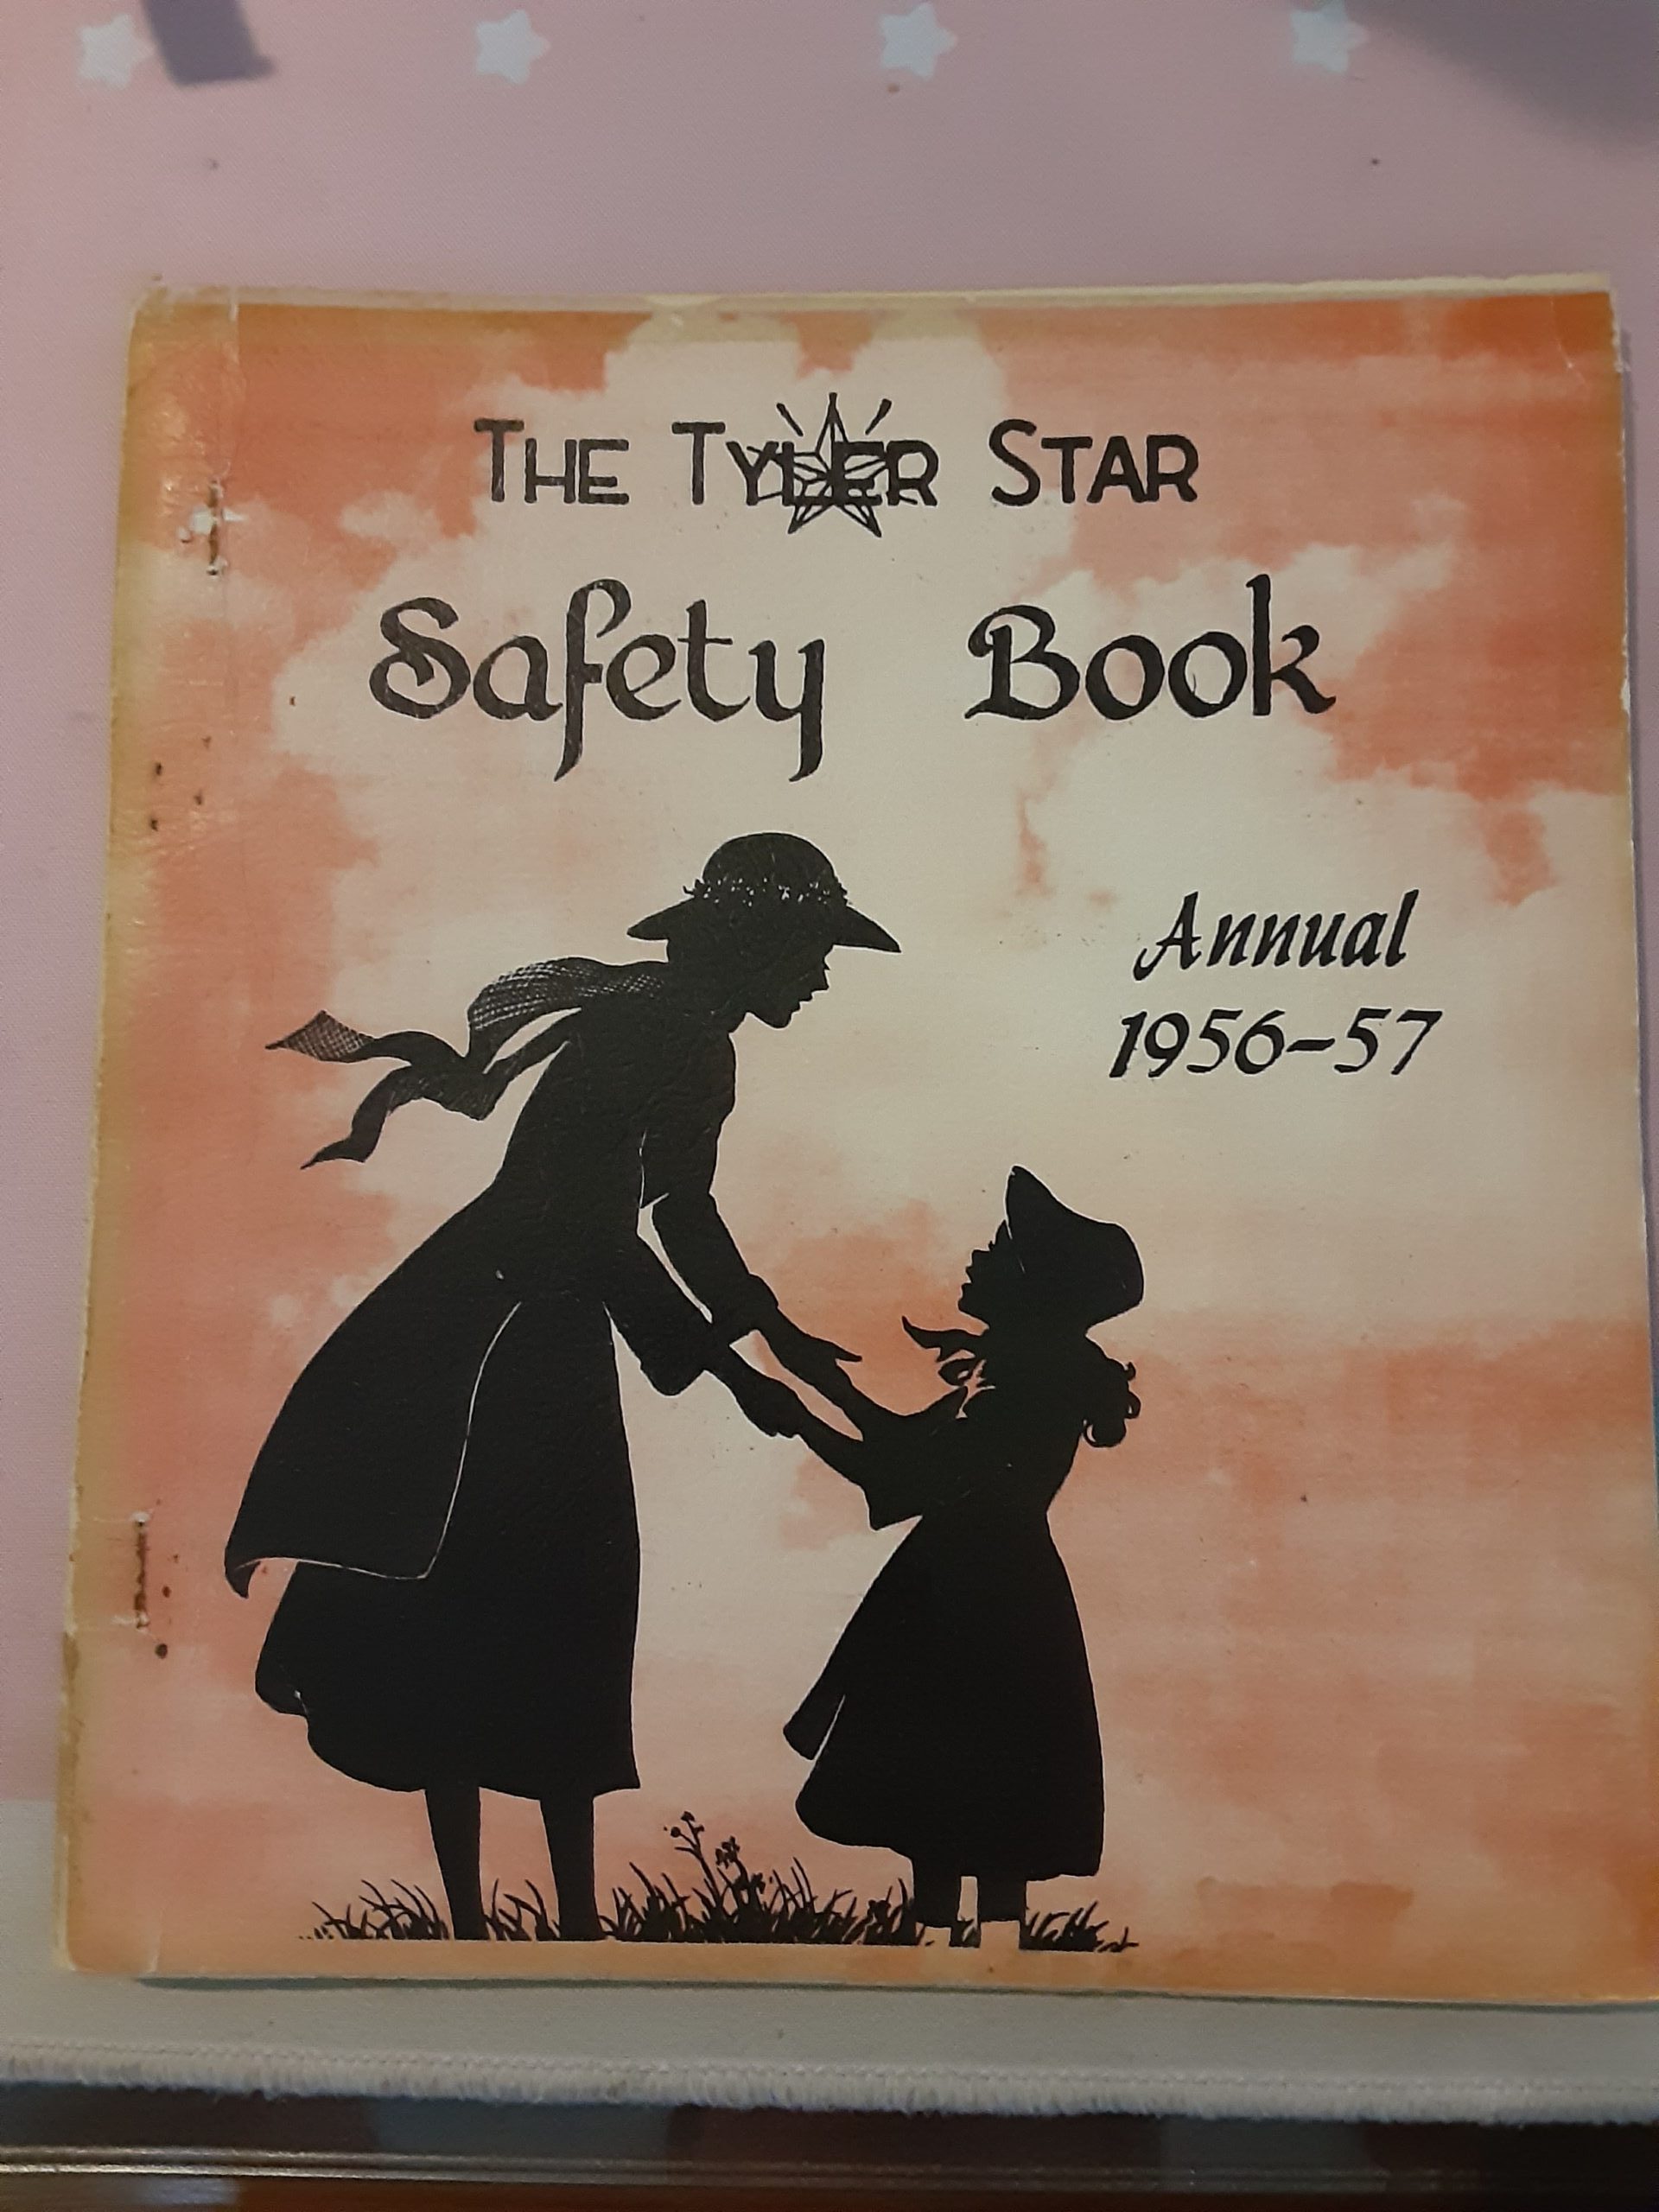 THE TYLER STAR
Safety Book
Annual
1956-57